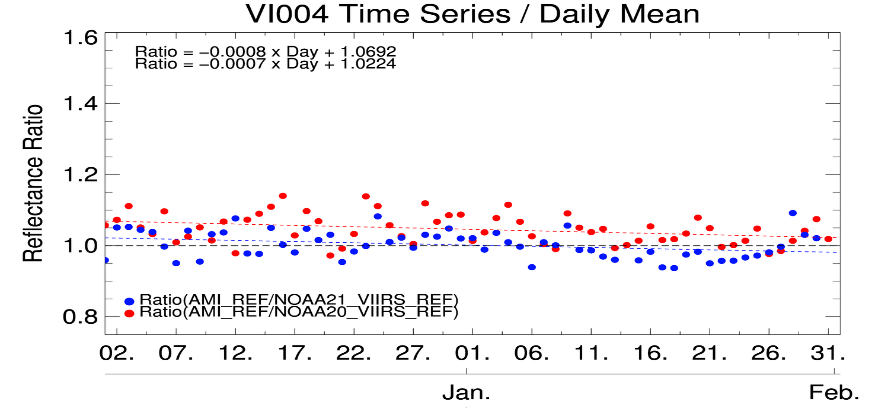 VI004 Time Series / Daily Mean
Ratio = −0.0008 x Day + 1.0692
Ratio = −0.0007 x Day + 1.0224
Reflectance Ratio
1.6
1.4
1.2
1.0
0.8
Ratio(AMI_REF/NOAA21_VIIRS_REF)
Ratio(AMI_REF/NOAA20_VIIRS_REF)
02. 07. 12. 17. 22. 27. 01. 06. 11. 16. 21. 26. 31.
Jan. Feb.